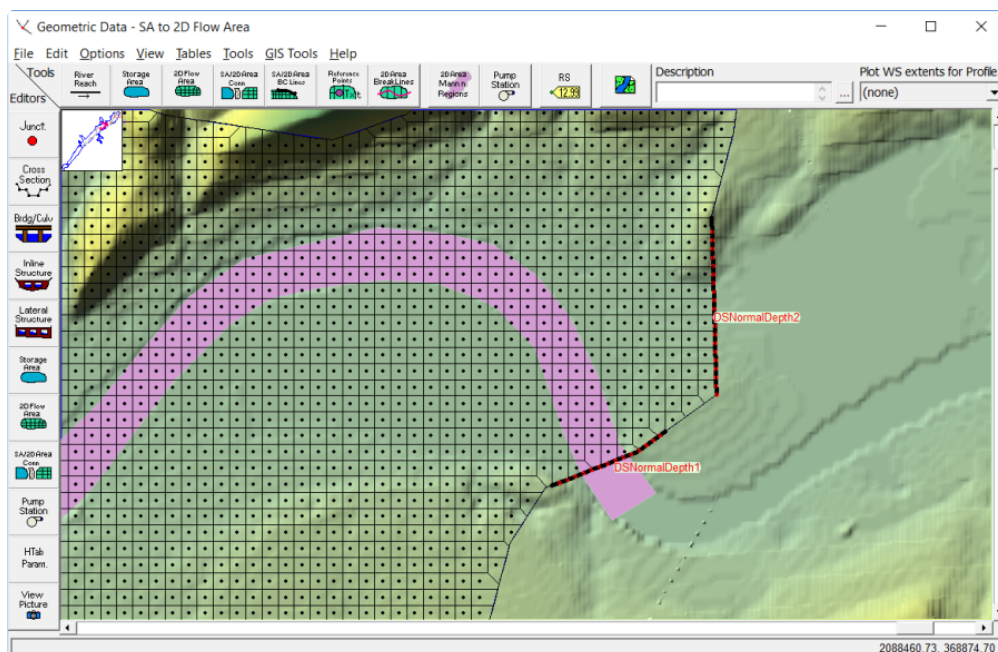 Geometric Data - SA to 2D Flow Area
File Edit Options View Tables Tools GIS Tools Help
Tools
Editors
River
Reach
Storage
Area
2D Flow
Area
SA/2D Area
Conn
SA/2D Area
BC Lines
Reference
Points
2D Area
BreakLines
2D Area
Mann n
Regions
Pump
Station
RS
Description
...
Plot WS extents for Profile
(none)
Junct.
Cross
Section
Brdg/Culv
Inline
Structure
Lateral
Structure
Storage
Area
2D Flow
Area
SA/2D Area
Conn
Pump
Station
HTab
Param.
View
Picture
DSNormalDepth2
DSNormalDepth1
2088460.73, 368874.70